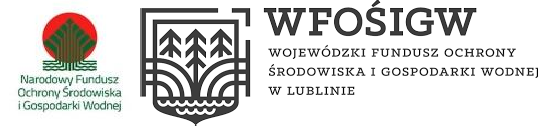 Narodowy Fundusz
Ochrony Środowiska
i Gospodarki Wodnej
WFOŚIGW
WOJEWÓDZKI FUNDUSZ OCHRONY
ŚRODOWISKA I GOSPODARKI WODNEJ
W LUBLINIE